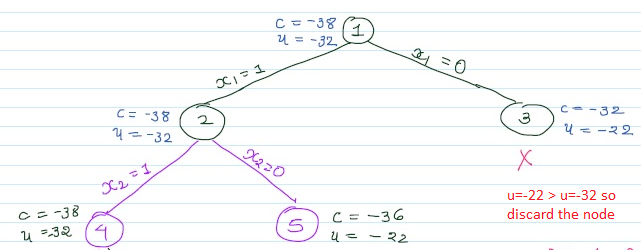 c = -38
u = -32
1
x₁ = 1
x₁ = 0
c = -38
u = -32
2
3
c = -32
u = -22
X
x₂ = 1
x₂=0
u=-22 > u=-32 so
discard the node
c = -38
u =-32
4
5
c = -36
u = -22